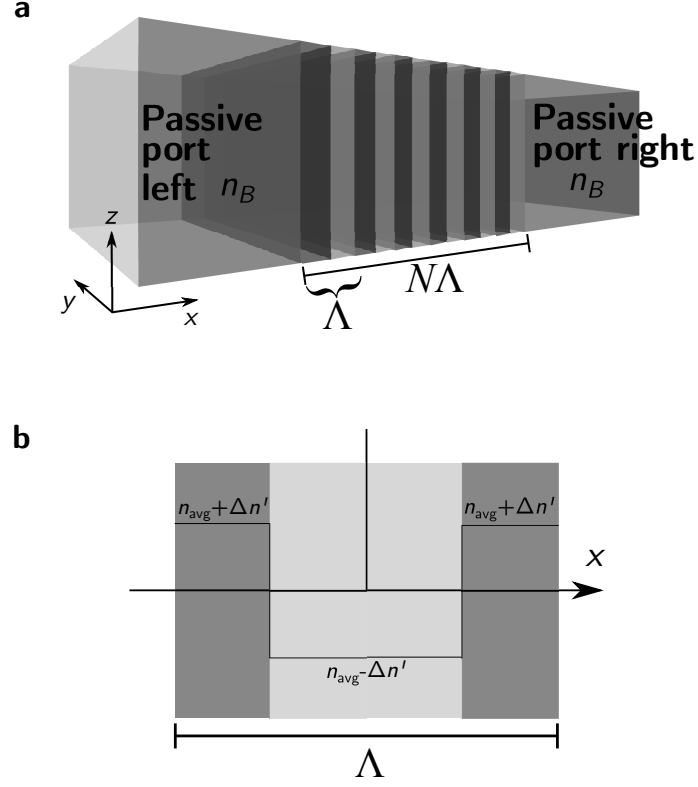 a
Passive
port
left n_B
Passive
port right
n_B
z
y
x
NΛ
Λ
b
n_avg+Δn'
n_avg+Δn'
x
n_avg-Δn'
Λ